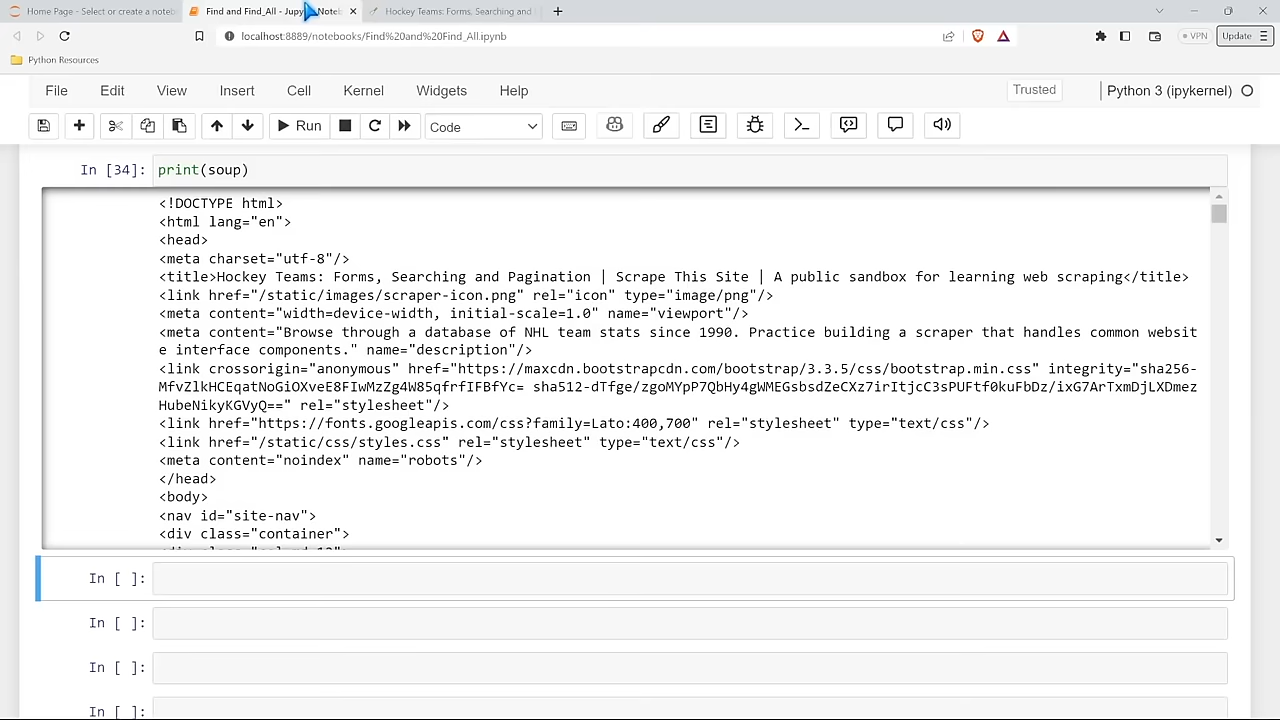 Home Page - Select or create a noteb
Find and Find_All - Jupy Noteb
Hockey Teams: Forms, Searching and
localhost:8889/notebooks/Find%20and%20Find_All.ipynb
VPN
Update
Python Resources
File
Edit
View
Insert
Cell
Kernel
Widgets
Help
Trusted
Python 3 (ipykernel)
Run
Code
In [34]: print(soup)
<!DOCTYPE html>
<html lang="en">
<head>
<meta charset="utf-8"/>
<title>Hockey Teams: Forms, Searching and Pagination | Scrape This Site | A public sandbox for learning web scraping</title>
<link href="/static/images/scraper-icon.png" rel="icon" type="image/png"/>
<meta content="width=device-width, initial-scale=1.0" name="viewport"/>
<meta content="Browse through a database of NHL team stats since 1990. Practice building a scraper that handles common websit
e interface components." name="description"/>
<link crossorigin="anonymous" href="https://maxcdn.bootstrapcdn.com/bootstrap/3.3.5/css/bootstrap.min.css" integrity="sha256-
MfvZlkHCEqatNoGiOXveE8FIwMzZg4W85qfrfIFBfYc= sha512-dTfge/zgoMYpP7QbHy4gWMEGsbsdZeCXz7irItjcC3sPUFtf0kuFbDz/ixG7ArTxmDjLXDmez
HubeNikyKGVyQ==" rel="stylesheet"/>
<link href="https://fonts.googleapis.com/css?family=Lato:400,700" rel="stylesheet" type="text/css"/>
<link href="/static/css/styles.css" rel="stylesheet" type="text/css"/>
<meta content="noindex" name="robots"/>
</head>
<body>
<nav id="site-nav">
<div class="container">
In [ ]:
In [ ]:
In [ ]:
In [ ]: